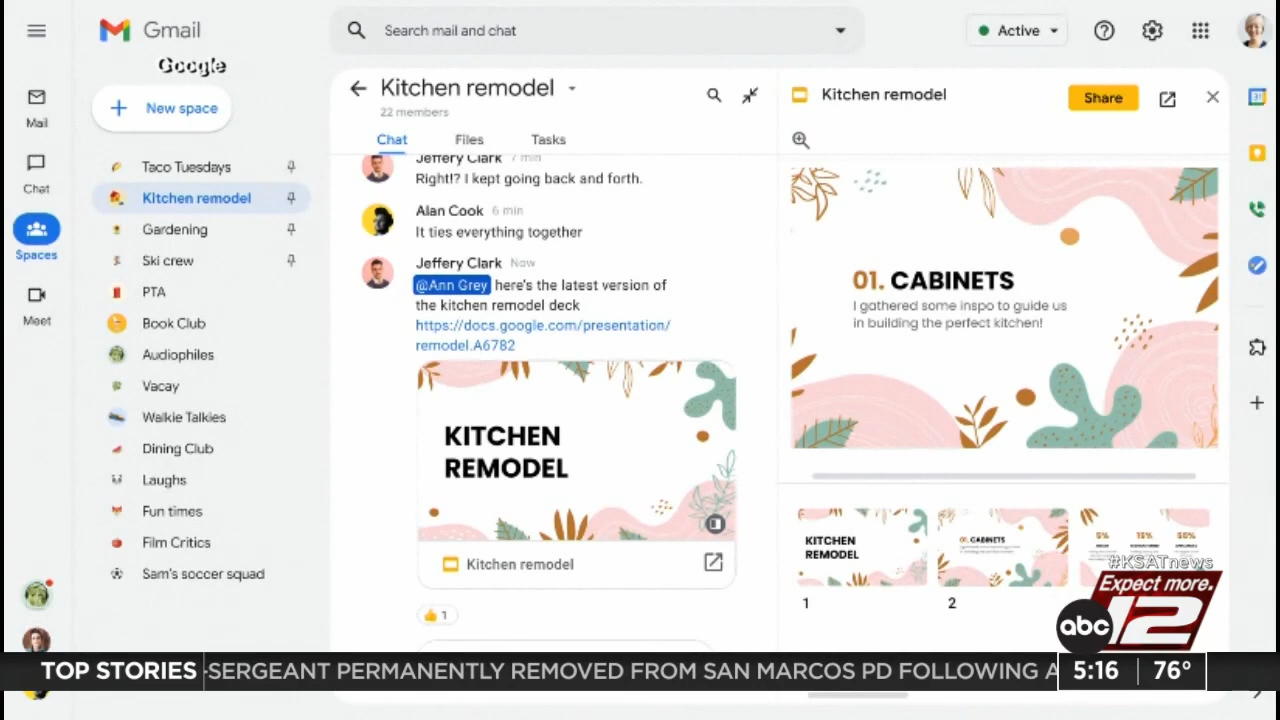 Gmail
Google
Search mail and chat
Active
New space
Mail
Chat
Spaces
Meet
Taco Tuesdays
Kitchen remodel
Gardening
Ski crew
PTA
Book Club
Audiophiles
Vacay
Walkie Talkies
Dining Club
Laughs
Fun times
Film Critics
Sam's soccer squad
Kitchen remodel
22 members
Chat Files Tasks
Jeffery Clark 7 min
Right!? I kept going back and forth.
Alan Cook 6 min
It ties everything together
Jeffery Clark Now
@Ann Grey here's the latest version of
the kitchen remodel deck
https://docs.google.com/presentation/
remodel.A6782
KITCHEN
REMODEL
Kitchen remodel
👍 1
Kitchen remodel
Share
01. CABINETS
I gathered some inspo to guide us
in building the perfect kitchen!
KITCHEN
REMODEL
1
01. CABINETS
2
5% 15% 50%
#KSATnews
Expect more.
abc 12
TOP STORIES -SERGEANT PERMANENTLY REMOVED FROM SAN MARCOS PD FOLLOWING A
5:16 76°